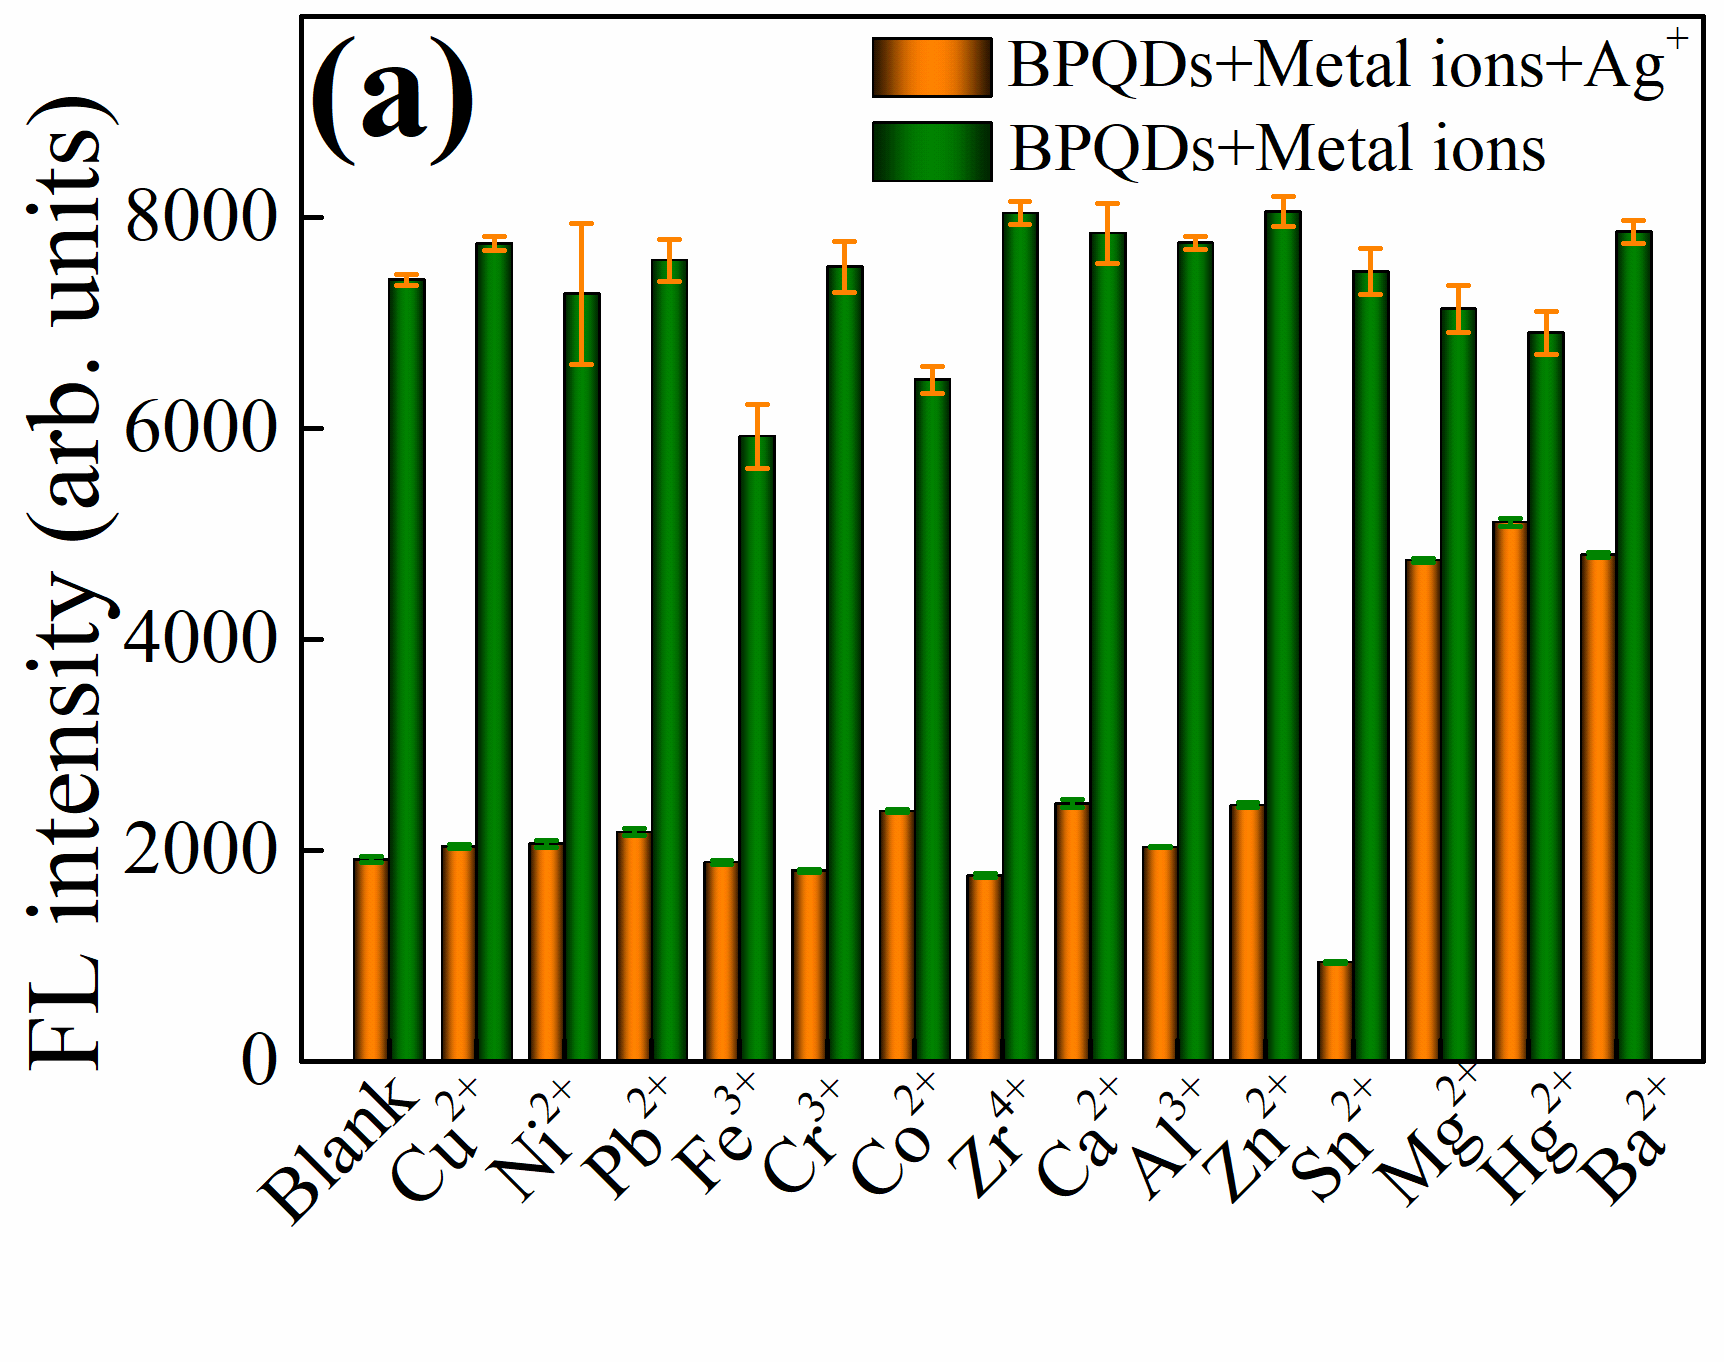 (a)
BPQDs+Metal ions+Ag⁺
BPQDs+Metal ions
FL intensity (arb. units)
8000
6000
4000
2000
0
Blank
Cu²⁺
Ni²⁺
Pb²⁺
Fe³⁺
Cr³⁺
Co²⁺
Zr⁴⁺
Ca²⁺
Al³⁺
Zn²⁺
Sn²⁺
Mg²⁺
Hg²⁺
Ba²⁺